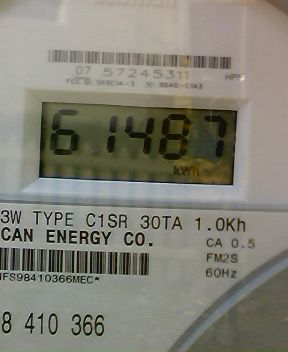 07 57245311
61487
kWh
3W TYPE C1SR 30TA 1.0Kh
CAN ENERGY CO.
CA 0.5
FM2S
60Hz
IFS98410366MEC*
8 410 366